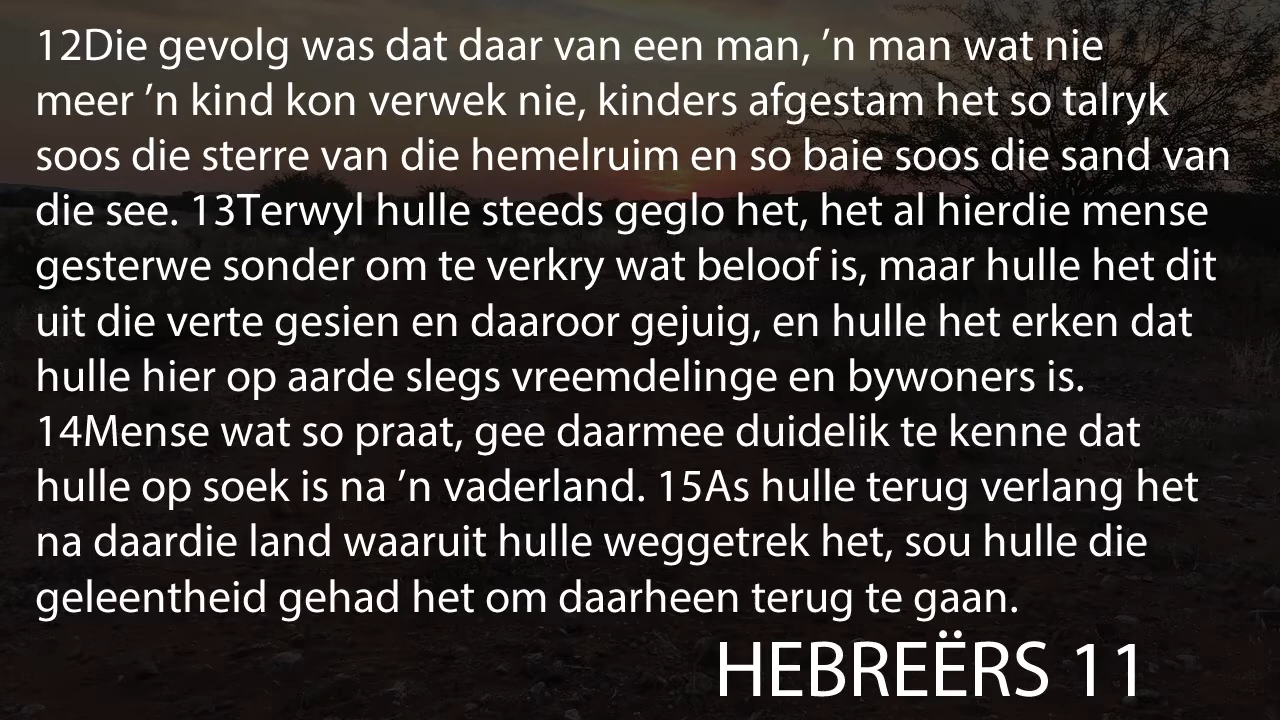 12Die gevolg was dat daar van een man, ’n man wat nie
meer ’n kind kon verwek nie, kinders afgestam het so talryk
soos die sterre van die hemelruim en so baie soos die sand van
die see. 13Terwyl hulle steeds geglo het, het al hierdie mense
gesterwe sonder om te verkry wat beloof is, maar hulle het dit
uit die verte gesien en daaroor gejuig, en hulle het erken dat
hulle hier op aarde slegs vreemdelinge en bywoners is.
14Mense wat so praat, gee daarmee duidelik te kenne dat
hulle op soek is na ’n vaderland. 15As hulle terug verlang het
na daardie land waaruit hulle weggetrek het, sou hulle die
geleentheid gehad het om daarheen terug te gaan.
HEBREËRS 11